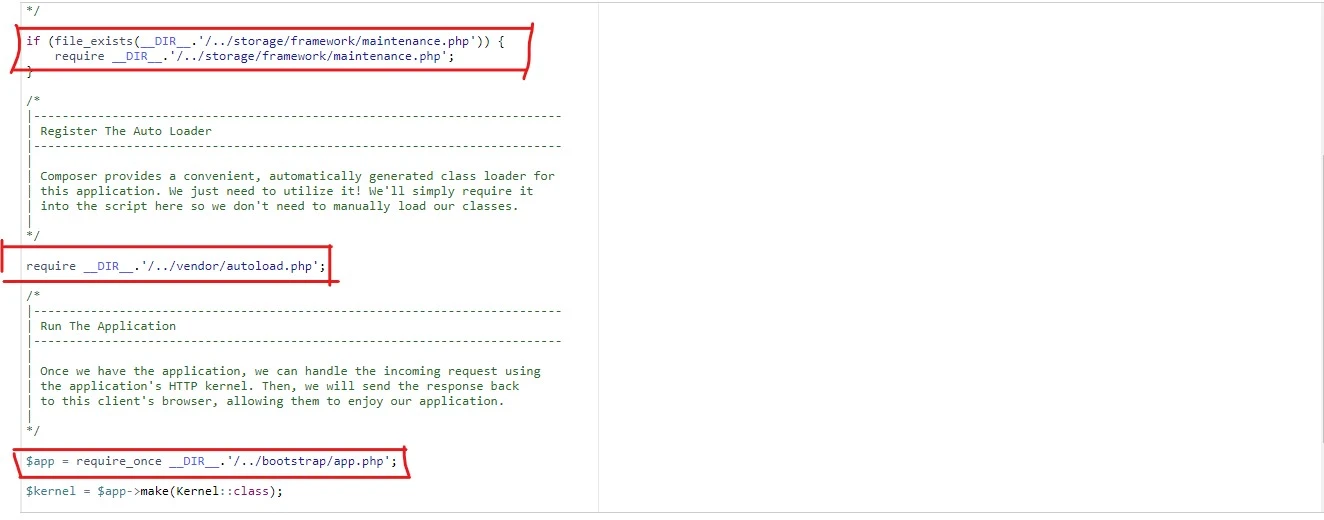 */
if (file_exists(__DIR__.'/../storage/framework/maintenance.php')) {
    require __DIR__.'/../storage/framework/maintenance.php';
}
/*
|--------------------------------------------------------------------------
| Register The Auto Loader
|--------------------------------------------------------------------------
|
| Composer provides a convenient, automatically generated class loader for
| this application. We just need to utilize it! We'll simply require it
| into the script here so we don't need to manually load our classes.
|
*/
require __DIR__.'/../vendor/autoload.php';
/*
|--------------------------------------------------------------------------
| Run The Application
|--------------------------------------------------------------------------
|
| Once we have the application, we can handle the incoming request using
| the application's HTTP kernel. Then, we will send the response back
| to this client's browser, allowing them to enjoy our application.
|
*/
$app = require_once __DIR__.'/../bootstrap/app.php';
$kernel = $app->make(Kernel::class);